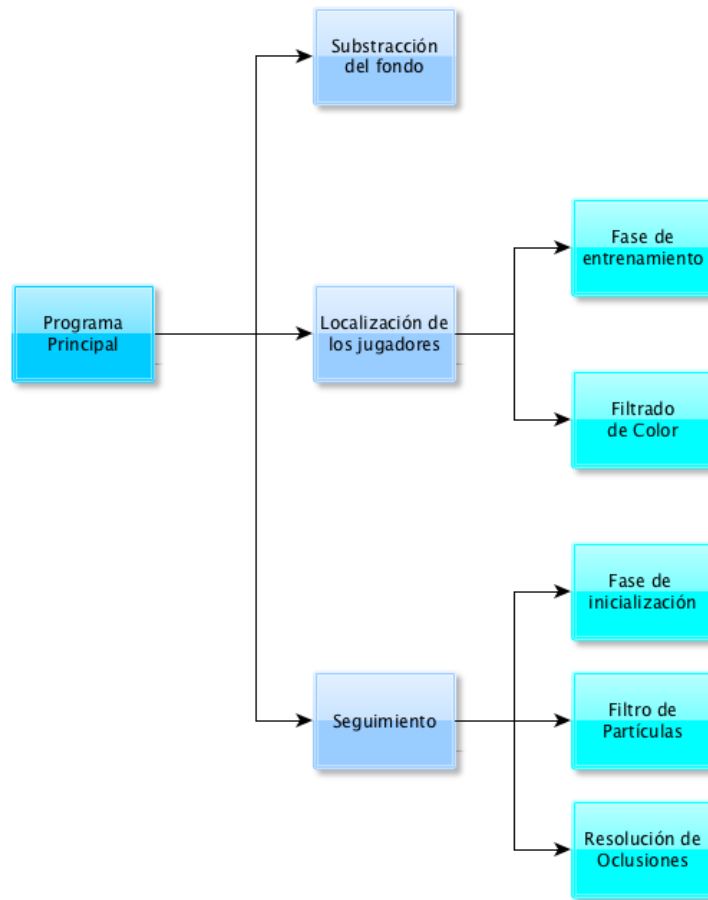 Substracción
del fondo
Fase de
entrenamiento
Programa
Principal
Localización de
los jugadores
Filtrado
de Color
Fase de
inicialización
Seguimiento
Filtro de
Partículas
Resolución de
Oclusiones